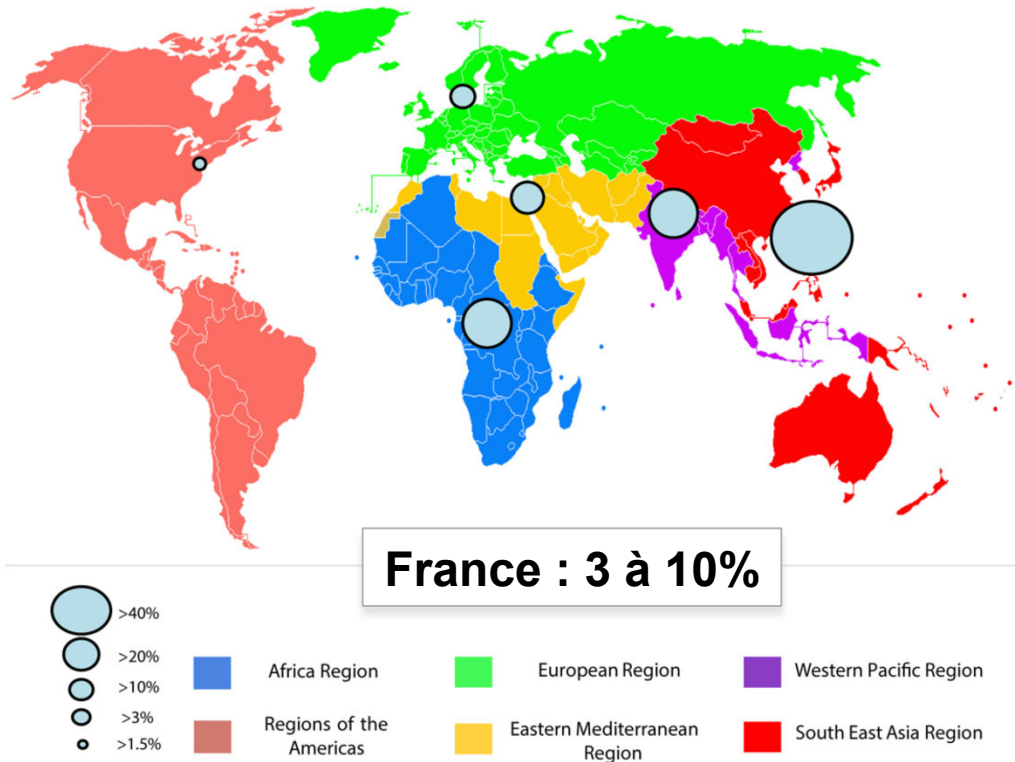 France : 3 à 10%
>40%
>20%
>10%
>3%
>1.5%
Africa Region
European Region
Western Pacific Region
Regions of the
Americas
Eastern Mediterranean
Region
South East Asia Region